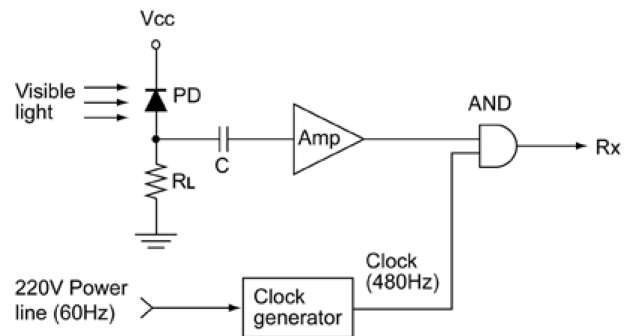 Vcc
Visible
light
PD
RL
C
Amp
AND
Rx
220V Power
line (60Hz)
Clock
generator
Clock
(480Hz)